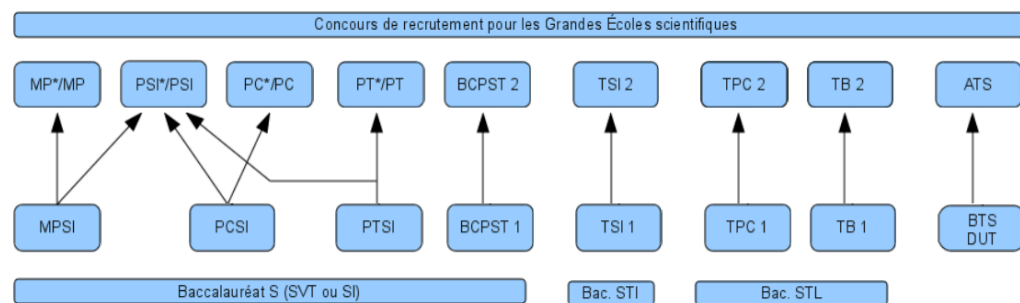 Concours de recrutement pour les Grandes Écoles scientifiques
MP*/MP PSI*/PSI PC*/PC PT*/PT BCPST 2 TSI 2 TPC 2 TB 2 ATS
MPSI PCSI PTSI BCPST 1 TSI 1 TPC 1 TB 1 BTS
DUT
Baccalauréat S (SVT ou SI) Bac. STI Bac. STL